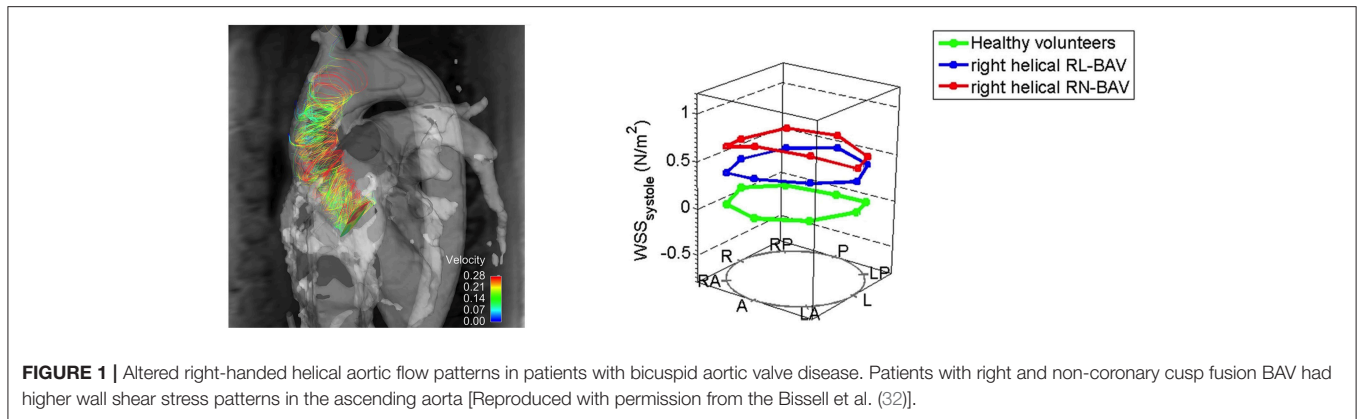 Velocity
0.28
0.21
0.14
0.07
0.00
WSSsystole (N/m²)
1
0.5
0
-0.5
RP
R
P
RA
LP
A
L
LA
Healthy volunteers
right helical RL-BAV
right helical RN-BAV
FIGURE 1 | Altered right-handed helical aortic flow patterns in patients with bicuspid aortic valve disease. Patients with right and non-coronary cusp fusion BAV had
higher wall shear stress patterns in the ascending aorta [Reproduced with permission from the Bissell et al. (32)].